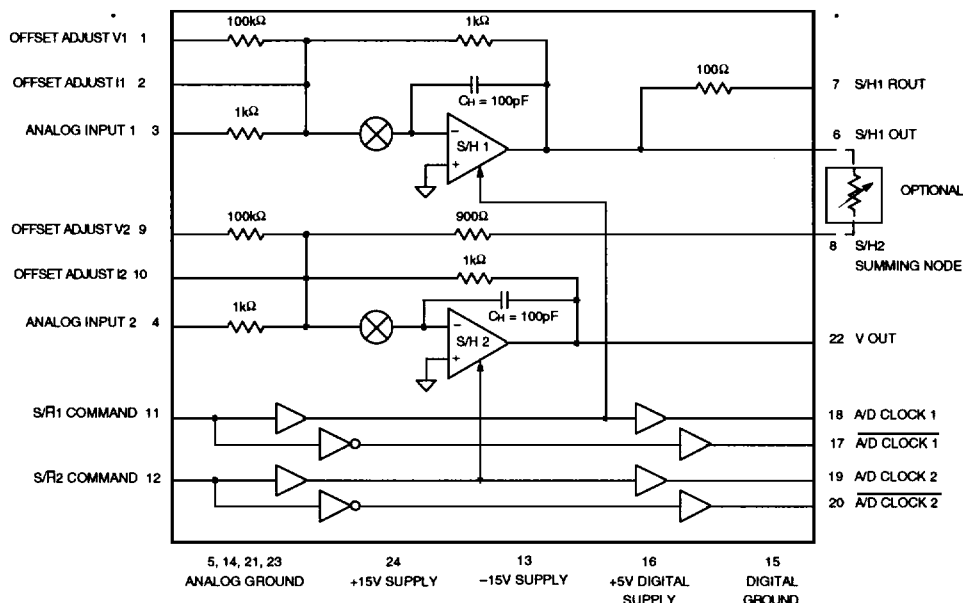 100kΩ
1kΩ
OFFSET ADJUST V1 1
100Ω
OFFSET ADJUST I1 2
7 S/H1 ROUT
CH = 100pF
1kΩ
ANALOG INPUT 1 3
6 S/H1 OUT
−
S/H 1
+
OPTIONAL
100kΩ
900Ω
OFFSET ADJUST V2 9
8 S/H2
SUMMING NODE
1kΩ
OFFSET ADJUST I2 10
1kΩ
CH = 100pF
ANALOG INPUT 2 4
−
S/H 2
+
22 V OUT
S/R̅1 COMMAND 11
18 A/D CLOCK 1
17 A/D CLOCK 1
S/R̅2 COMMAND 12
19 A/D CLOCK 2
20 A/D CLOCK 2
5, 14, 21, 23
ANALOG GROUND
24
+15V SUPPLY
13
−15V SUPPLY
16
+5V DIGITAL
SUPPLY
15
DIGITAL
GROUND